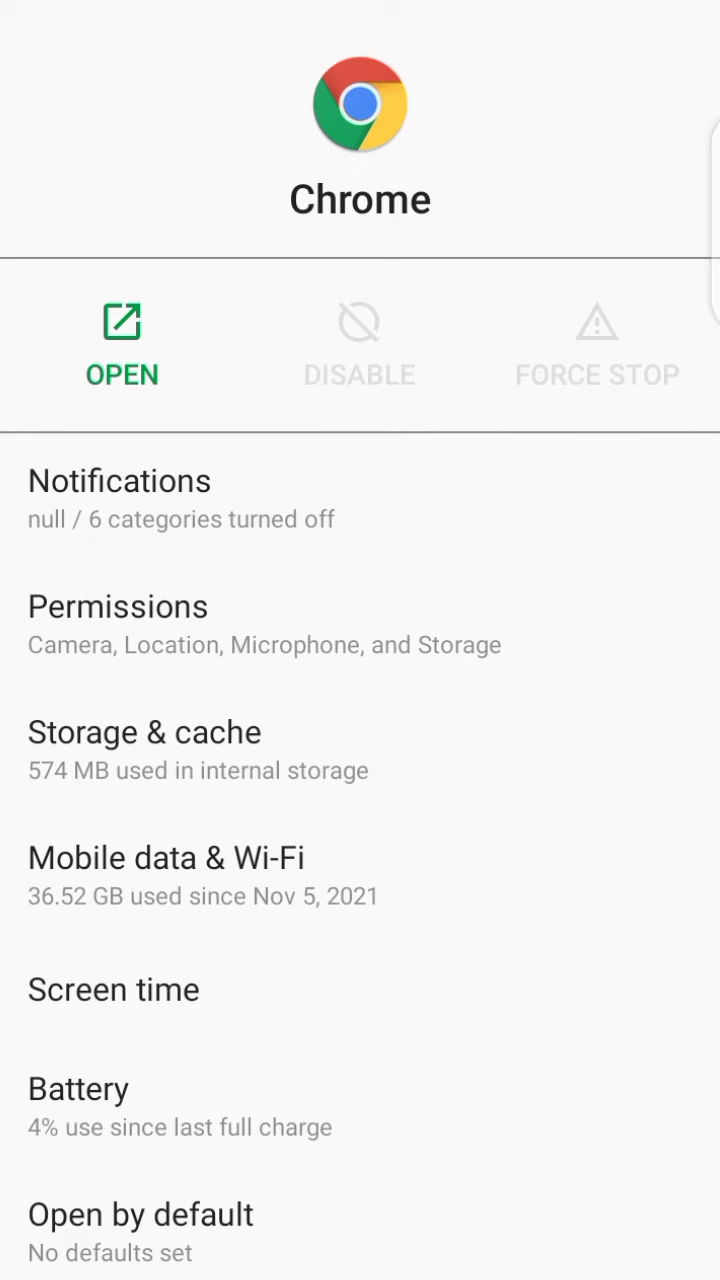 Chrome
OPEN DISABLE FORCE STOP
Notifications
null / 6 categories turned off
Permissions
Camera, Location, Microphone, and Storage
Storage & cache
574 MB used in internal storage
Mobile data & Wi-Fi
36.52 GB used since Nov 5, 2021
Screen time
Battery
4% use since last full charge
Open by default
No defaults set